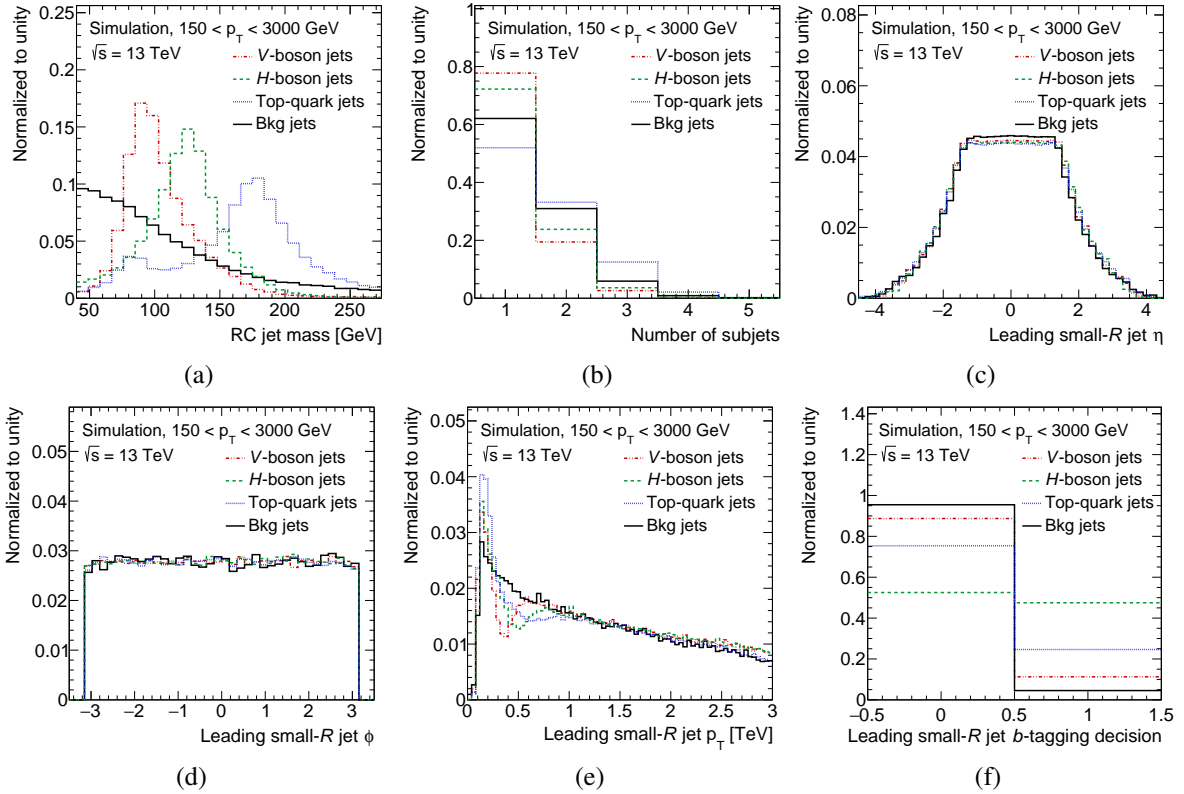 Normalized to unity
0.25
0.2
0.15
0.1
0.05
0
Simulation, 150 < p_T < 3000 GeV
√s = 13 TeV
V-boson jets
H-boson jets
Top-quark jets
Bkg jets
50 100 150 200 250
RC jet mass [GeV]
(a)
Normalized to unity
1
0.8
0.6
0.4
0.2
0
Simulation, 150 < p_T < 3000 GeV
√s = 13 TeV
V-boson jets
H-boson jets
Top-quark jets
Bkg jets
1 2 3 4 5
Number of subjets
(b)
Normalized to unity
0.08
0.06
0.04
0.02
0
Simulation, 150 < p_T < 3000 GeV
√s = 13 TeV
V-boson jets
H-boson jets
Top-quark jets
Bkg jets
−4 −2 0 2 4
Leading small-R jet η
(c)
Normalized to unity
0.05
0.04
0.03
0.02
0.01
0
Simulation, 150 < p_T < 3000 GeV
√s = 13 TeV
V-boson jets
H-boson jets
Top-quark jets
Bkg jets
−3 −2 −1 0 1 2 3
Leading small-R jet ϕ
(d)
Normalized to unity
0.05
0.04
0.03
0.02
0.01
0
Simulation, 150 < p_T < 3000 GeV
√s = 13 TeV
V-boson jets
H-boson jets
Top-quark jets
Bkg jets
0 0.5 1.0 1.5 2.0 2.5 3
Leading small-R jet p_T [TeV]
(e)
Normalized to unity
1.4
1.2
1
0.8
0.6
0.4
0.2
0
Simulation, 150 < p_T < 3000 GeV
√s = 13 TeV
V-boson jets
H-boson jets
Top-quark jets
Bkg jets
−0.5 0 0.5 1 1.5
Leading small-R jet b-tagging decision
(f)